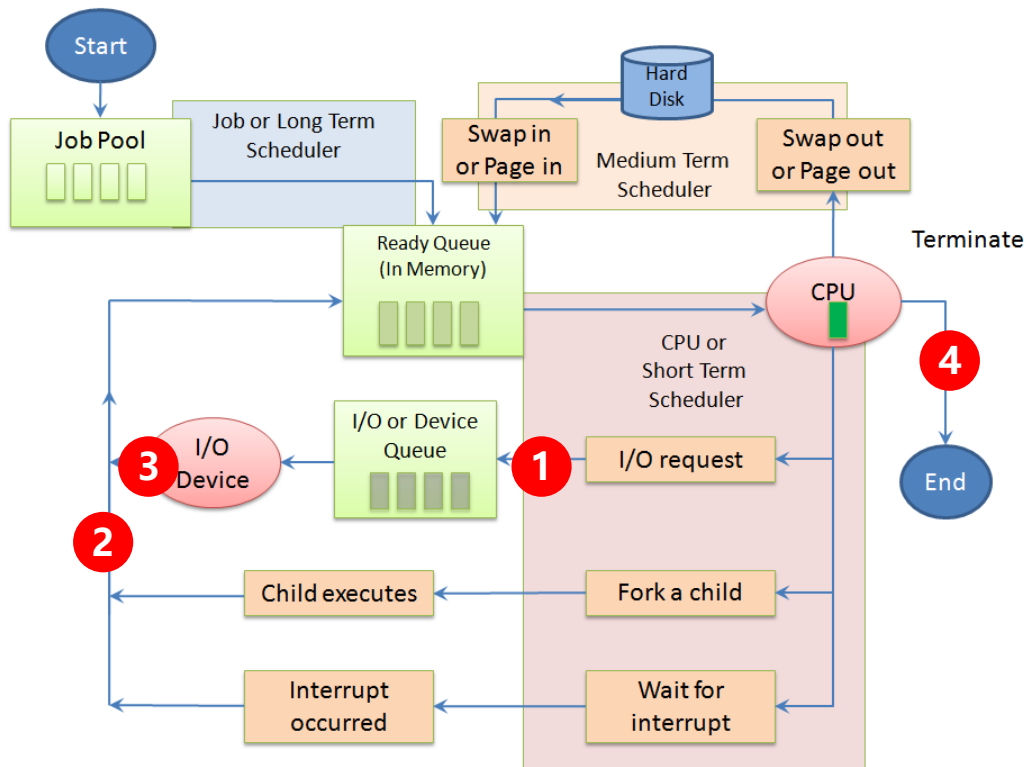 Start
Job Pool
Job or Long Term
Scheduler
Hard
Disk
Swap in
or Page in
Medium Term
Scheduler
Swap out
or Page out
Ready Queue
(In Memory)
Terminate
CPU
CPU or
Short Term
Scheduler
4
I/O or Device
Queue
1
I/O request
3
I/O
Device
End
2
Child executes
Fork a child
Interrupt
occurred
Wait for
interrupt